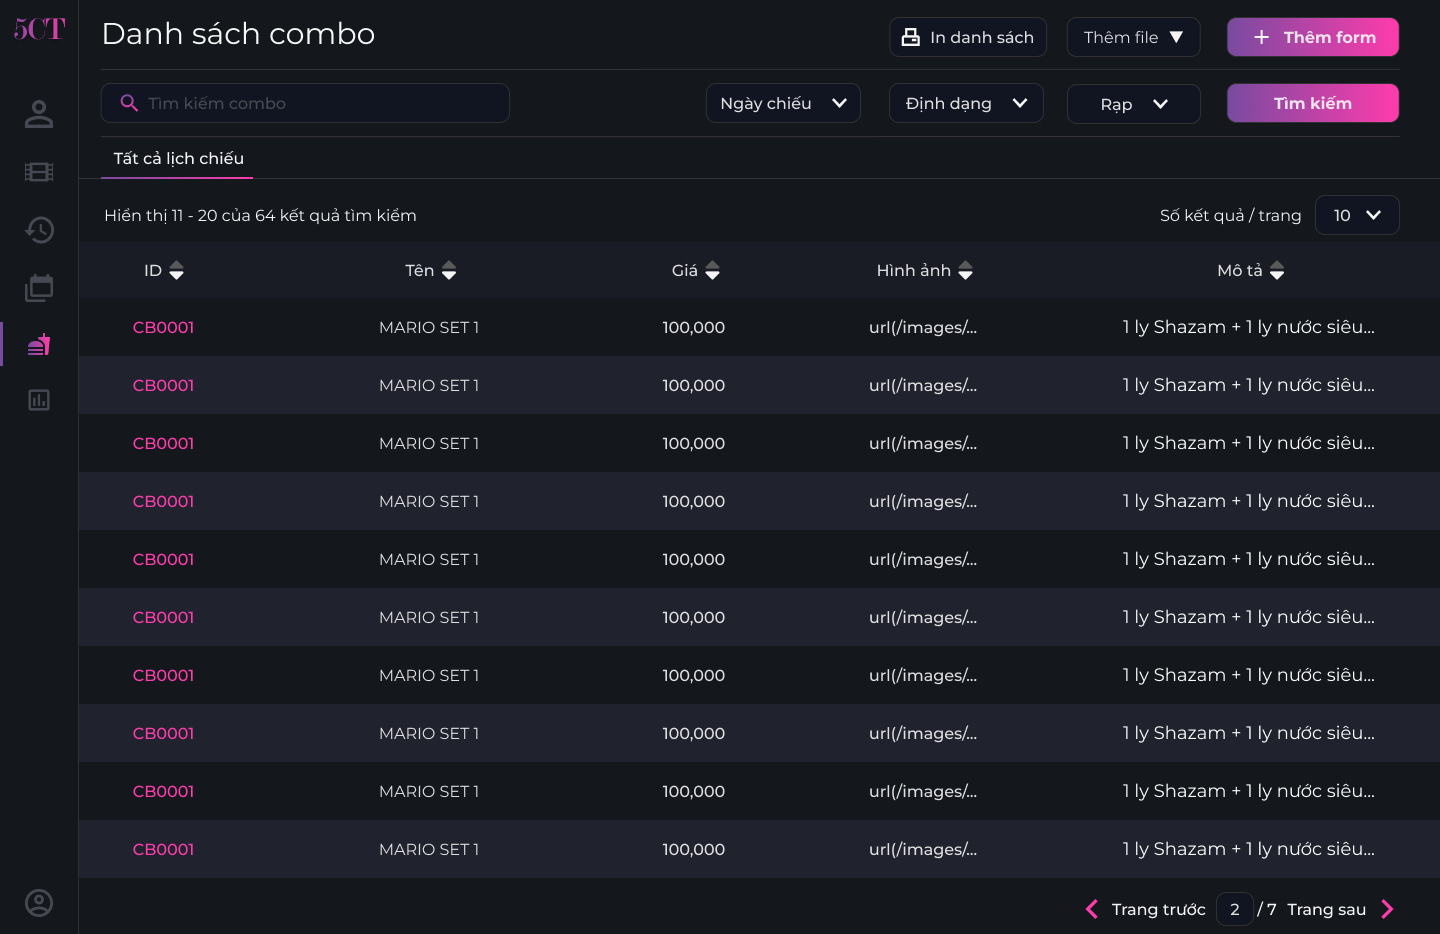 5CT
Danh sách combo
In danh sách
Thêm file
Thêm form
Tìm kiếm combo
Ngày chiếu
Định dạng
Rạp
Tìm kiếm
Tất cả lịch chiếu
Hiển thị 11 - 20 của 64 kết quả tìm kiểm
Số kết quả / trang 10
ID Tên Giá Hình ảnh Mô tả
CB0001 MARIO SET 1 100,000 url(/images/... 1 ly Shazam + 1 ly nước siêu...
CB0001 MARIO SET 1 100,000 url(/images/... 1 ly Shazam + 1 ly nước siêu...
CB0001 MARIO SET 1 100,000 url(/images/... 1 ly Shazam + 1 ly nước siêu...
CB0001 MARIO SET 1 100,000 url(/images/... 1 ly Shazam + 1 ly nước siêu...
CB0001 MARIO SET 1 100,000 url(/images/... 1 ly Shazam + 1 ly nước siêu...
CB0001 MARIO SET 1 100,000 url(/images/... 1 ly Shazam + 1 ly nước siêu...
CB0001 MARIO SET 1 100,000 url(/images/... 1 ly Shazam + 1 ly nước siêu...
CB0001 MARIO SET 1 100,000 url(/images/... 1 ly Shazam + 1 ly nước siêu...
CB0001 MARIO SET 1 100,000 url(/images/... 1 ly Shazam + 1 ly nước siêu...
CB0001 MARIO SET 1 100,000 url(/images/... 1 ly Shazam + 1 ly nước siêu...
Trang trước 2 / 7 Trang sau